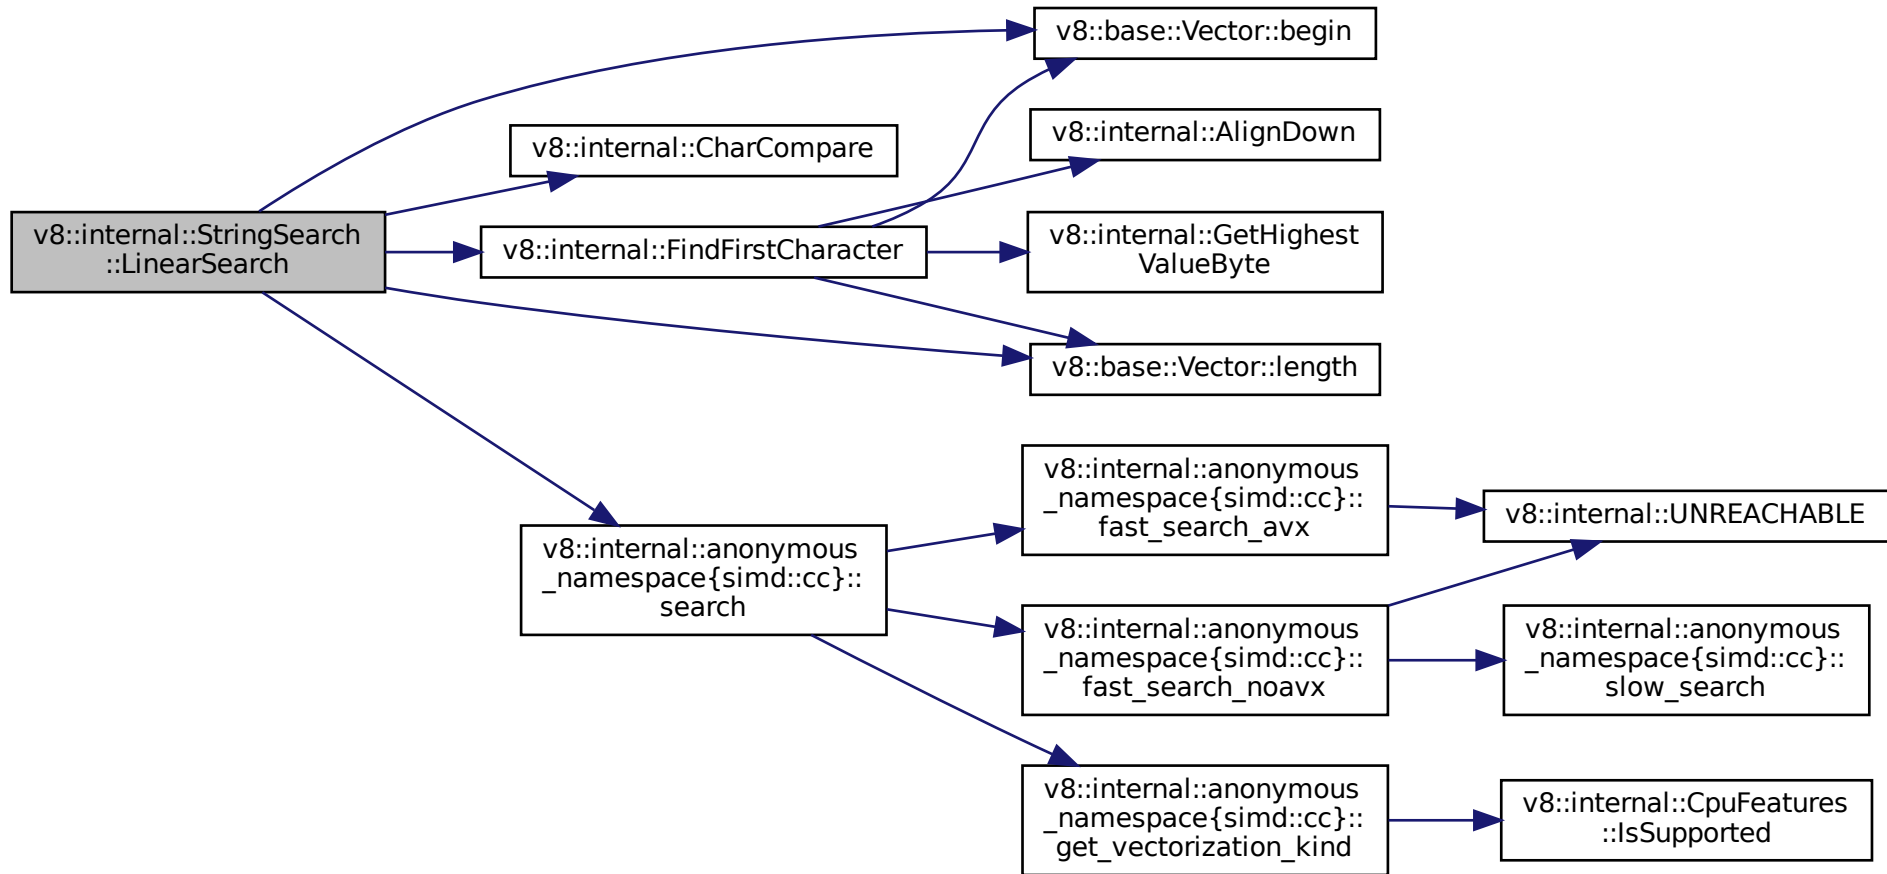 v8::base::Vector::begin
v8::internal::AlignDown
v8::internal::CharCompare
v8::internal::StringSearch
::LinearSearch
v8::internal::FindFirstCharacter
v8::internal::GetHighest
ValueByte
v8::base::Vector::length
v8::internal::anonymous
_namespace{simd::cc}::
fast_search_avx
v8::internal::UNREACHABLE
v8::internal::anonymous
_namespace{simd::cc}::
search
v8::internal::anonymous
_namespace{simd::cc}::
fast_search_noavx
v8::internal::anonymous
_namespace{simd::cc}::
slow_search
v8::internal::anonymous
_namespace{simd::cc}::
get_vectorization_kind
v8::internal::CpuFeatures
::IsSupported